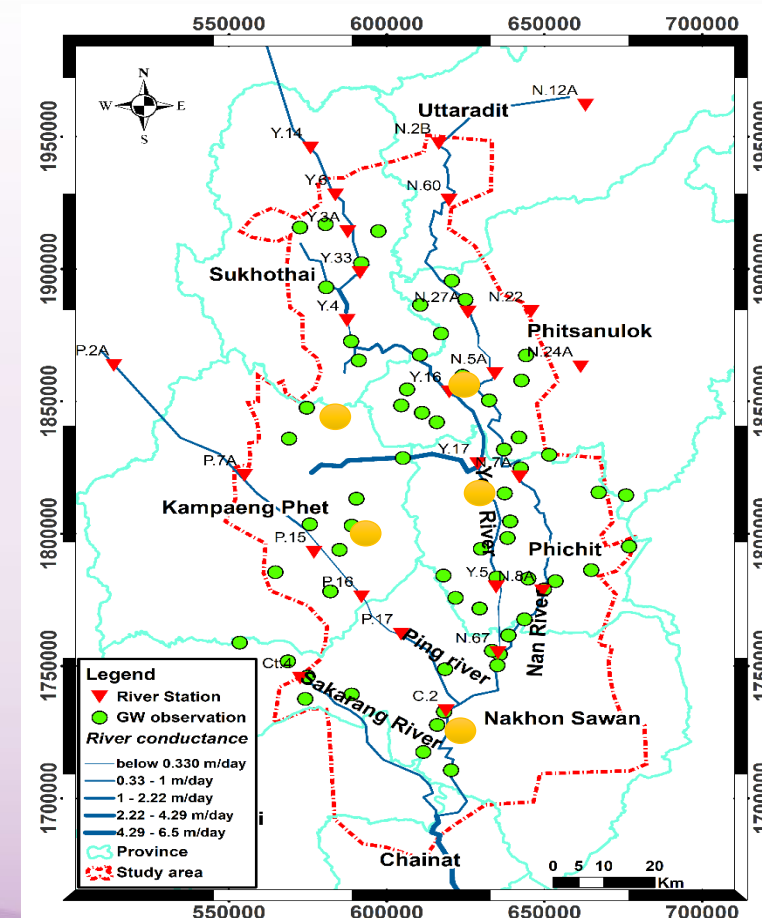 550000 600000 650000 700000
N
W E
S
N.12A
Uttaradit
1950000 1950000
Y.14 N.2B
Y.6 N.60
Y.3A
1900000 1900000
Y.33
Sukhothai
N.27A N.22
Y.4
Phitsanulok
P.2A
N.5A N.24A
Y.16
1850000 1850000
Y.17 N.7A
P.7A
River
Kampaeng Phet
1800000 1800000
P.15 Phichit
Y.5 N.8A
P.16
P.17
Ping river
Nan River
N.67
1750000 1750000
Ct.4
Sakarang River
C.2
Nakhon Sawan
Legend
River Station
GW observation
River conductance
below 0.330 m/day
0.33 - 1 m/day
1 - 2.22 m/day
2.22 - 4.29 m/day
4.29 - 6.5 m/day
Province
Study area
1700000 1700000
Chainat
0 5 10 20
Km
550000 600000 650000 700000